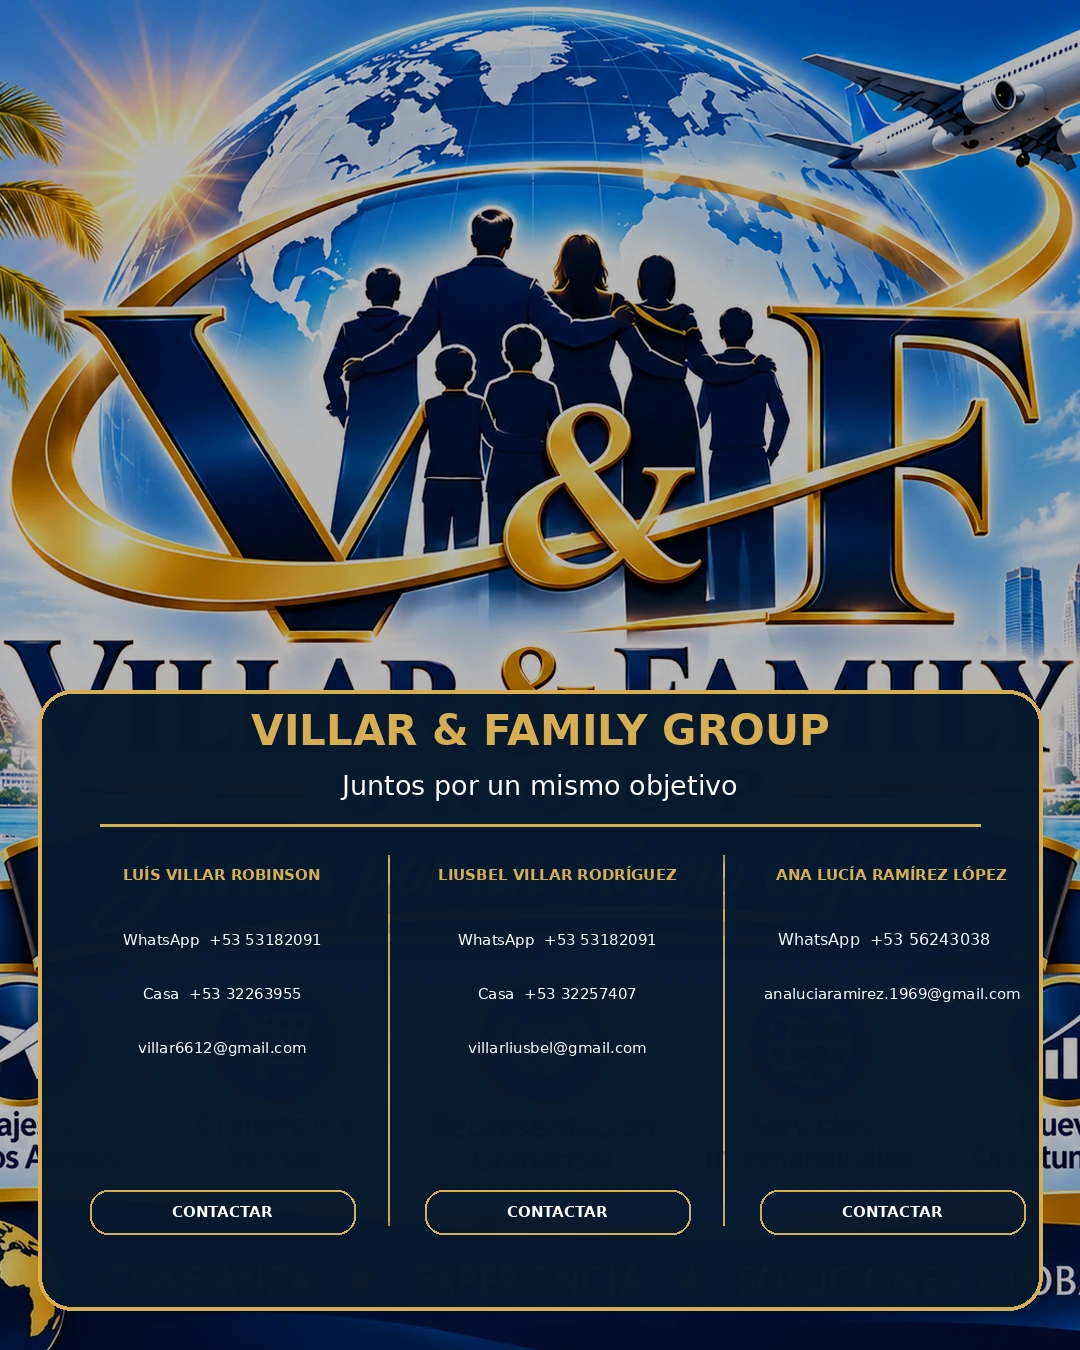 V&F
VILLAR & FAMILY
VILLAR & FAMILY GROUP
Juntos por un mismo objetivo
LUÍS VILLAR ROBINSON
WhatsApp +53 53182091
Casa +53 32263955
villar6612@gmail.com
CONTACTAR
LIUSBEL VILLAR RODRÍGUEZ
WhatsApp +53 53182091
Casa +53 32257407
villarliusbel@gmail.com
CONTACTAR
ANA LUCÍA RAMÍREZ LÓPEZ
WhatsApp +53 56243038
analuciaramirez.1969@gmail.com
CONTACTAR